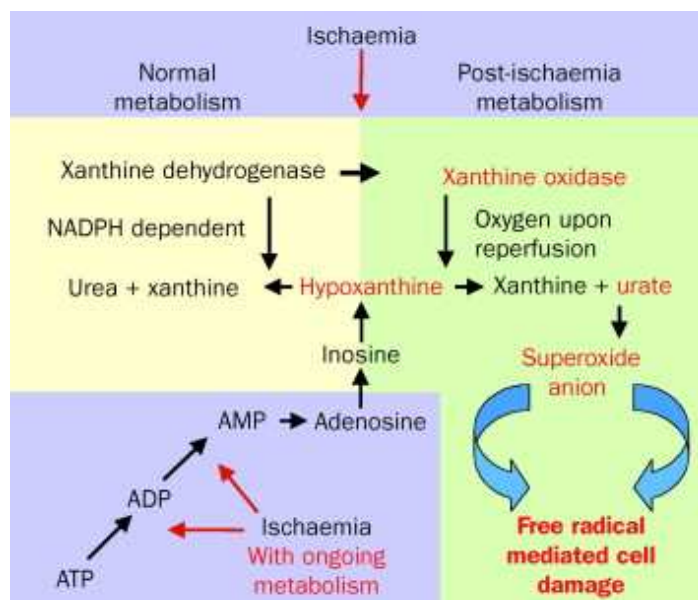 Ischaemia
Normal
metabolism
Post-ischaemia
metabolism
Xanthine dehydrogenase
Xanthine oxidase
NADPH dependent
Oxygen upon
reperfusion
Urea + xanthine
Hypoxanthine
Xanthine + urate
Inosine
Superoxide
anion
AMP
Adenosine
ADP
Ischaemia
With ongoing
metabolism
ATP
Free radical
mediated cell
damage